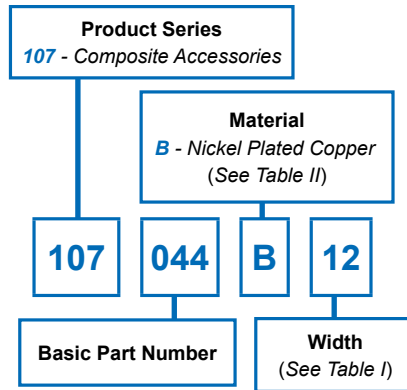 Product Series
107 - Composite Accessories
Material
B - Nickel Plated Copper
(See Table II)
107
044
B
12
Basic Part Number
Width
(See Table I)